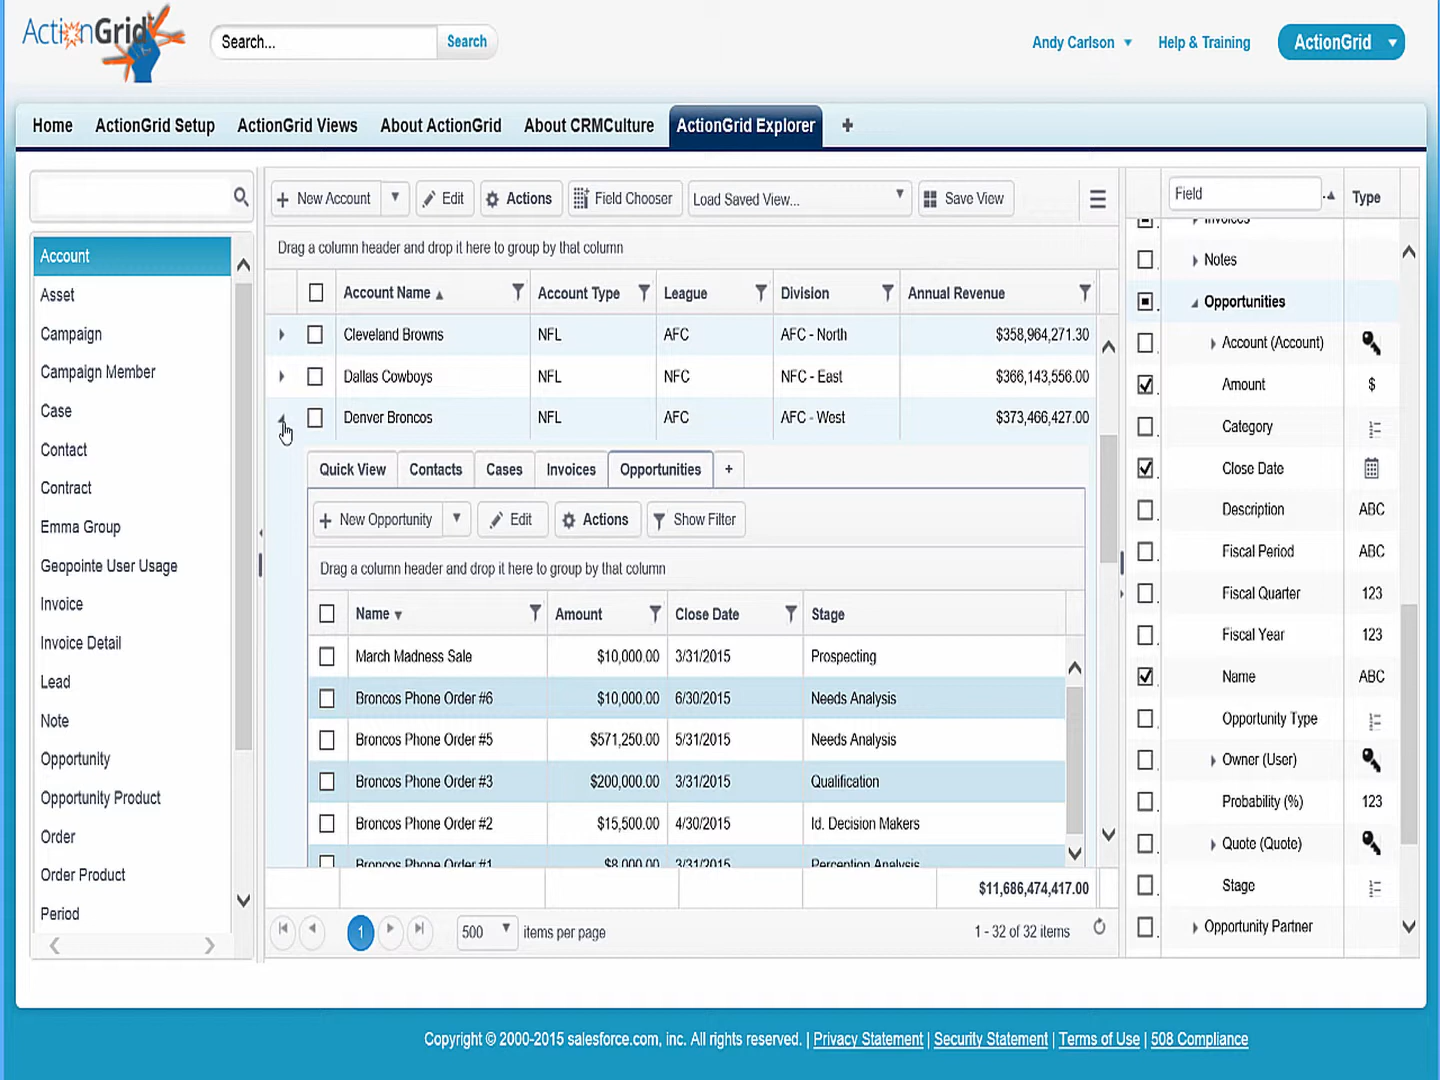 ActionGrid
Search...
Search
Andy Carlson
Help & Training
ActionGrid
Home
ActionGrid Setup
ActionGrid Views
About ActionGrid
About CRMCulture
ActionGrid Explorer
+
Account
Asset
Campaign
Campaign Member
Case
Contact
Contract
Emma Group
Geopointe User Usage
Invoice
Invoice Detail
Lead
Note
Opportunity
Opportunity Product
Order
Order Product
Period
+ New Account
Edit
Actions
Field Chooser
Load Saved View...
Save View
Drag a column header and drop it here to group by that column
Account Name Account Type League Division Annual Revenue
Cleveland Browns NFL AFC AFC - North $358,964,271.30
Dallas Cowboys NFL NFC NFC - East $366,143,556.00
Denver Broncos NFL AFC AFC - West $373,466,427.00
Quick View Contacts Cases Invoices Opportunities +
+ New Opportunity Edit Actions Show Filter
Drag a column header and drop it here to group by that column
Name Amount Close Date Stage
March Madness Sale $10,000.00 3/31/2015 Prospecting
Broncos Phone Order #6 $10,000.00 6/30/2015 Needs Analysis
Broncos Phone Order #5 $571,250.00 5/31/2015 Needs Analysis
Broncos Phone Order #3 $200,000.00 3/31/2015 Qualification
Broncos Phone Order #2 $15,500.00 4/30/2015 Id. Decision Makers
Broncos Phone Order #1 $8,000.00 3/31/2015 Perception Analysis
$11,686,474,417.00
1 500 items per page 1 - 32 of 32 items
Field Type
Invoices
Notes
Opportunities
Account (Account)
Amount $
Category
Close Date
Description ABC
Fiscal Period ABC
Fiscal Quarter 123
Fiscal Year 123
Name ABC
Opportunity Type
Owner (User)
Probability (%) 123
Quote (Quote)
Stage
Opportunity Partner
Copyright © 2000-2015 salesforce.com, inc. All rights reserved. | Privacy Statement | Security Statement | Terms of Use | 508 Compliance